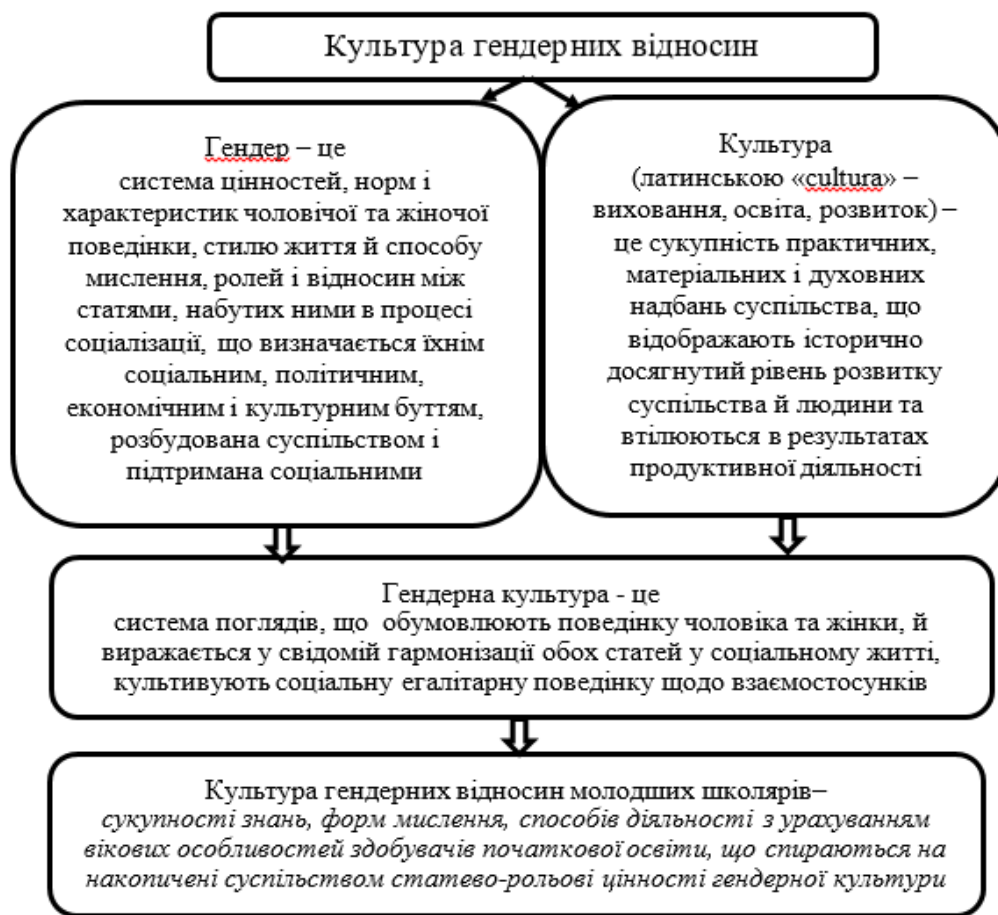 Культура гендерних відносин
Гендер – це
система цінностей, норм і
характеристик чоловічої та жіночої
поведінки, стилю життя й способу
мислення, ролей і відносин між
статями, набутих ними в процесі
соціалізації, що визначається їхнім
соціальним, політичним,
економічним і культурним буттям,
розбудована суспільством і
підтримана соціальними
Культура
(латинською «cultura» –
виховання, освіта, розвиток) –
це сукупність практичних,
матеріальних і духовних
надбань суспільства, що
відображають історично
досягнутий рівень розвитку
суспільства й людини та
втілюються в результатах
продуктивної діяльності
Гендерна культура - це
система поглядів, що обумовлюють поведінку чоловіка та жінки, й
виражається у свідомій гармонізації обох статей у соціальному житті,
культивують соціальну егалітарну поведінку щодо взаємостосунків
Культура гендерних відносин молодших школярів–
сукупності знань, форм мислення, способів діяльності з урахуванням
вікових особливостей здобувачів початкової освіти, що спираються на
накопичені суспільством статево-рольові цінності гендерної культури